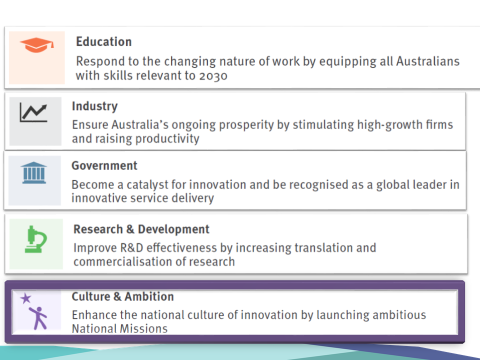 Education
Respond to the changing nature of work by equipping all Australians
with skills relevant to 2030
Industry
Ensure Australia's ongoing prosperity by stimulating high-growth firms
and raising productivity
Government
Become a catalyst for innovation and be recognised as a global leader in
innovative service delivery
Research & Development
Improve R&D effectiveness by increasing translation and
commercialisation of research
Culture & Ambition
Enhance the national culture of innovation by launching ambitious
National Missions